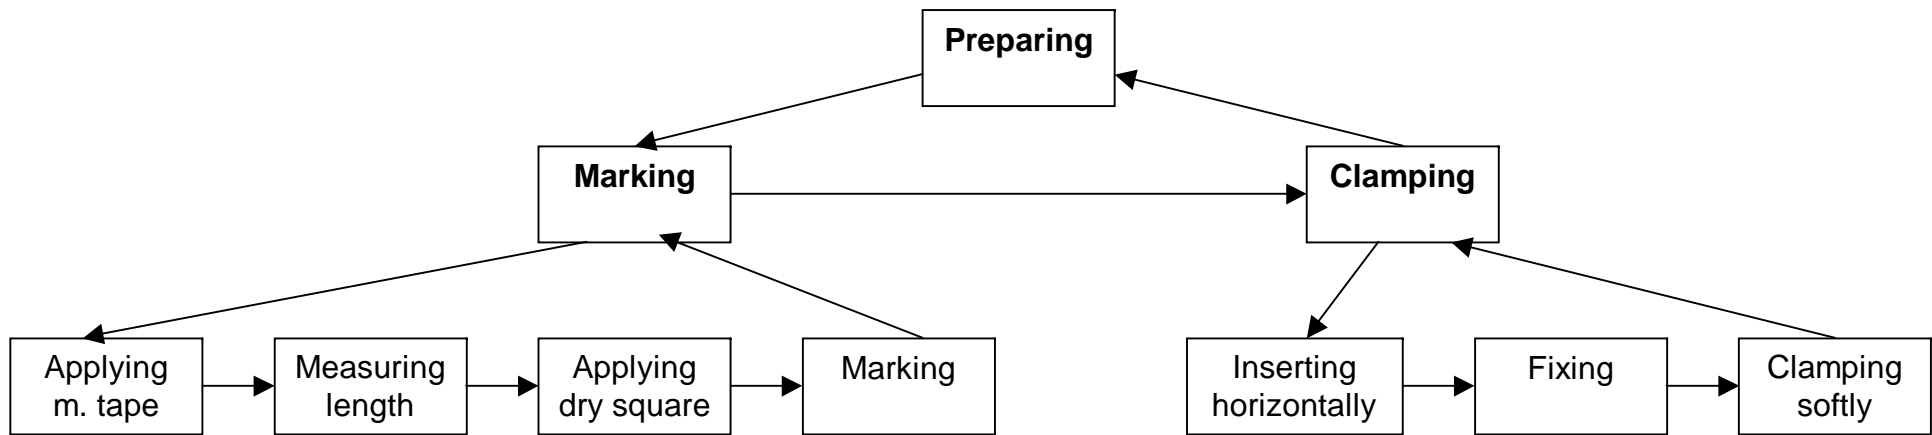 Preparing
Marking
Clamping
Applying
m. tape
Measuring
length
Applying
dry square
Marking
Inserting
horizontally
Fixing
Clamping
softly